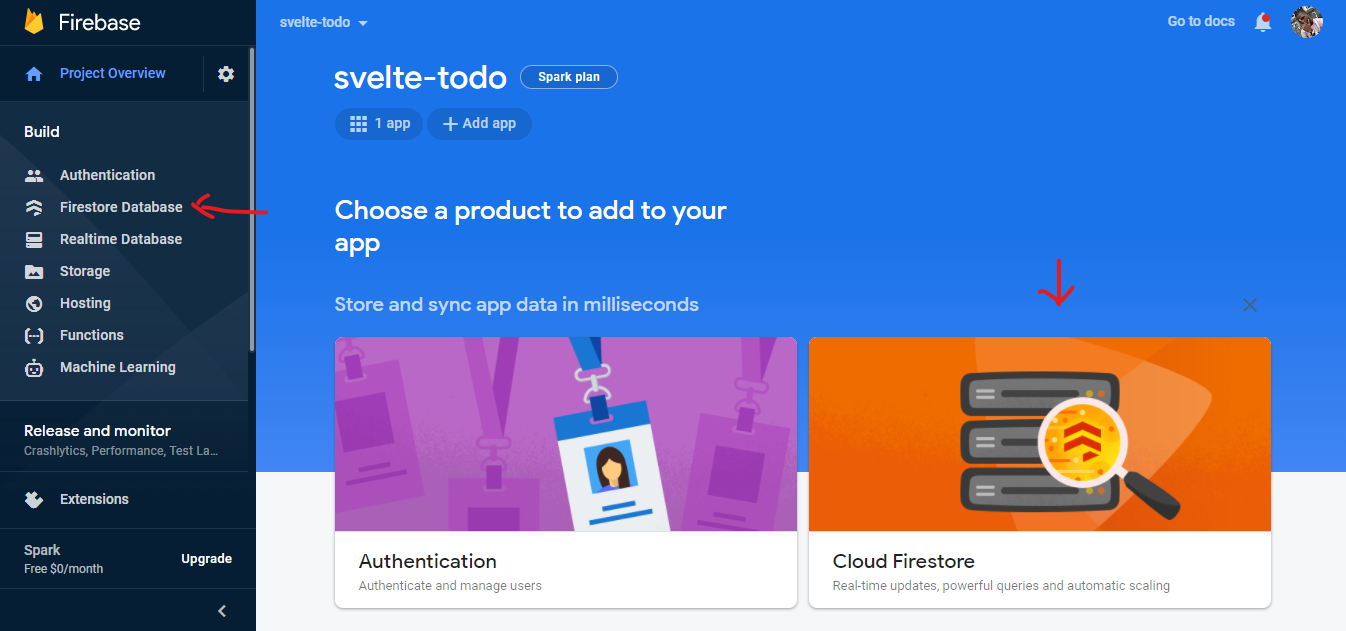 Firebase
Project Overview
Build
Authentication
Firestore Database
Realtime Database
Storage
Hosting
Functions
Machine Learning
Release and monitor
Crashlytics, Performance, Test La...
Extensions
Spark
Free $0/month
Upgrade
svelte-todo
Go to docs
svelte-todo
Spark plan
1 app
Add app
Choose a product to add to your
app
Store and sync app data in milliseconds
Authentication
Authenticate and manage users
Cloud Firestore
Real-time updates, powerful queries and automatic scaling